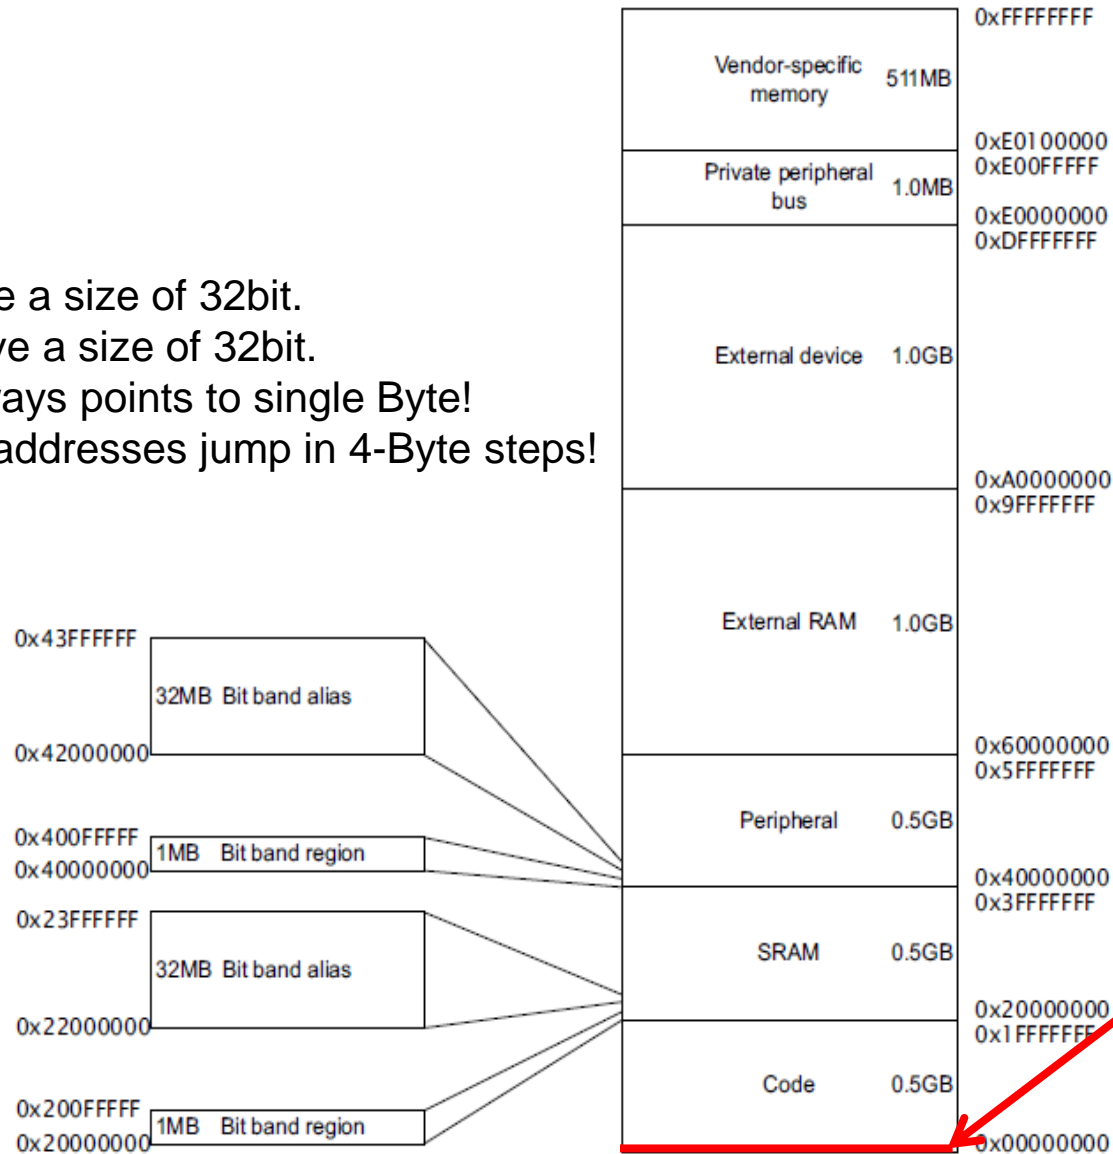 e a size of 32bit.
ve a size of 32bit.
ays points to single Byte!
addresses jump in 4-Byte steps!
0xFFFFFFFF
Vendor-specific
memory
511MB
0xE0100000
0xE00FFFFF
Private peripheral
bus
1.0MB
0xE0000000
0xDFFFFFFF
External device 1.0GB
0xA0000000
0x9FFFFFFF
External RAM 1.0GB
0x60000000
0x5FFFFFFF
Peripheral 0.5GB
0x40000000
0x3FFFFFFF
SRAM 0.5GB
0x20000000
0x1FFFFFFF
Code 0.5GB
0x00000000
0x43FFFFFF
32MB Bit band alias
0x42000000
0x400FFFFF
1MB Bit band region
0x40000000
0x23FFFFFF
32MB Bit band alias
0x22000000
0x200FFFFF
1MB Bit band region
0x20000000